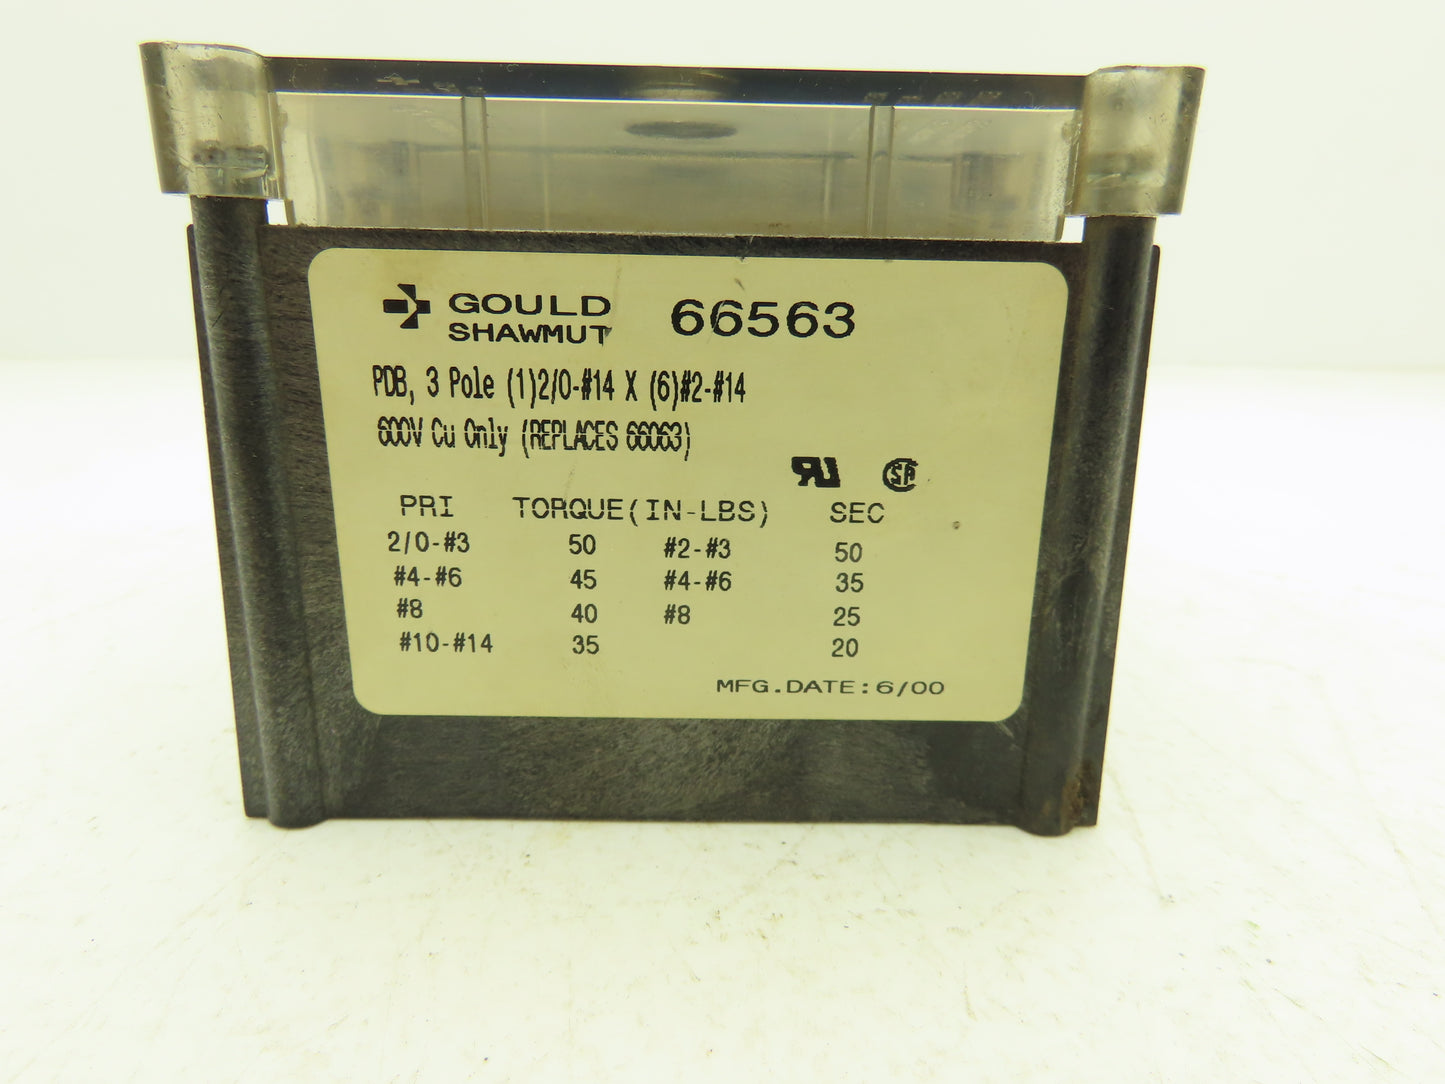 GOULD 66563
SHAWMUT
PDB, 3 Pole (1)2/0-#14 X (6)#2-#14
600V Cu Only (REPLACES 66063)
PRI TORQUE(IN-LBS) SEC
2/0-#3 50 #2-#3 50
#4-#6 45 #4-#6 35
#8 40 #8 25
#10-#14 35 20
MFG.DATE:6/00